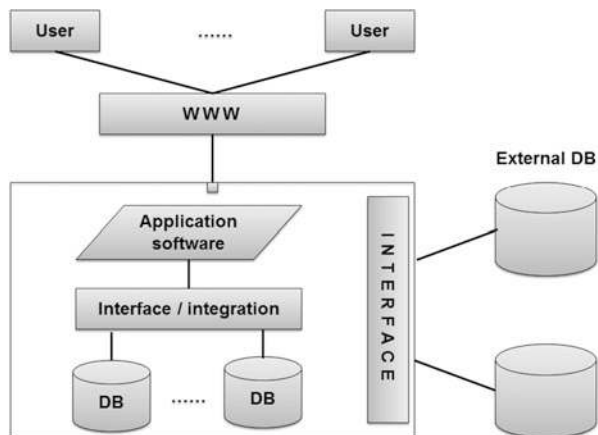 User ...... User
WWW
External DB
Application
software
INTERFACE
Interface / integration
DB ...... DB